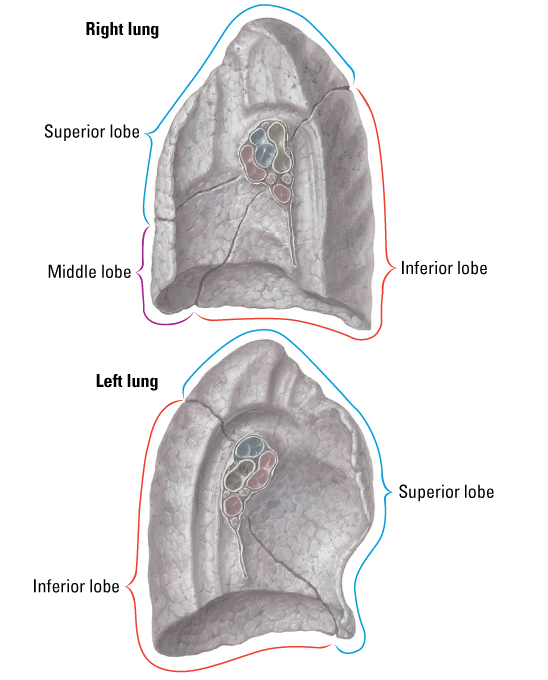 Right lung
Superior lobe
Middle lobe
Inferior lobe
Left lung
Superior lobe
Inferior lobe